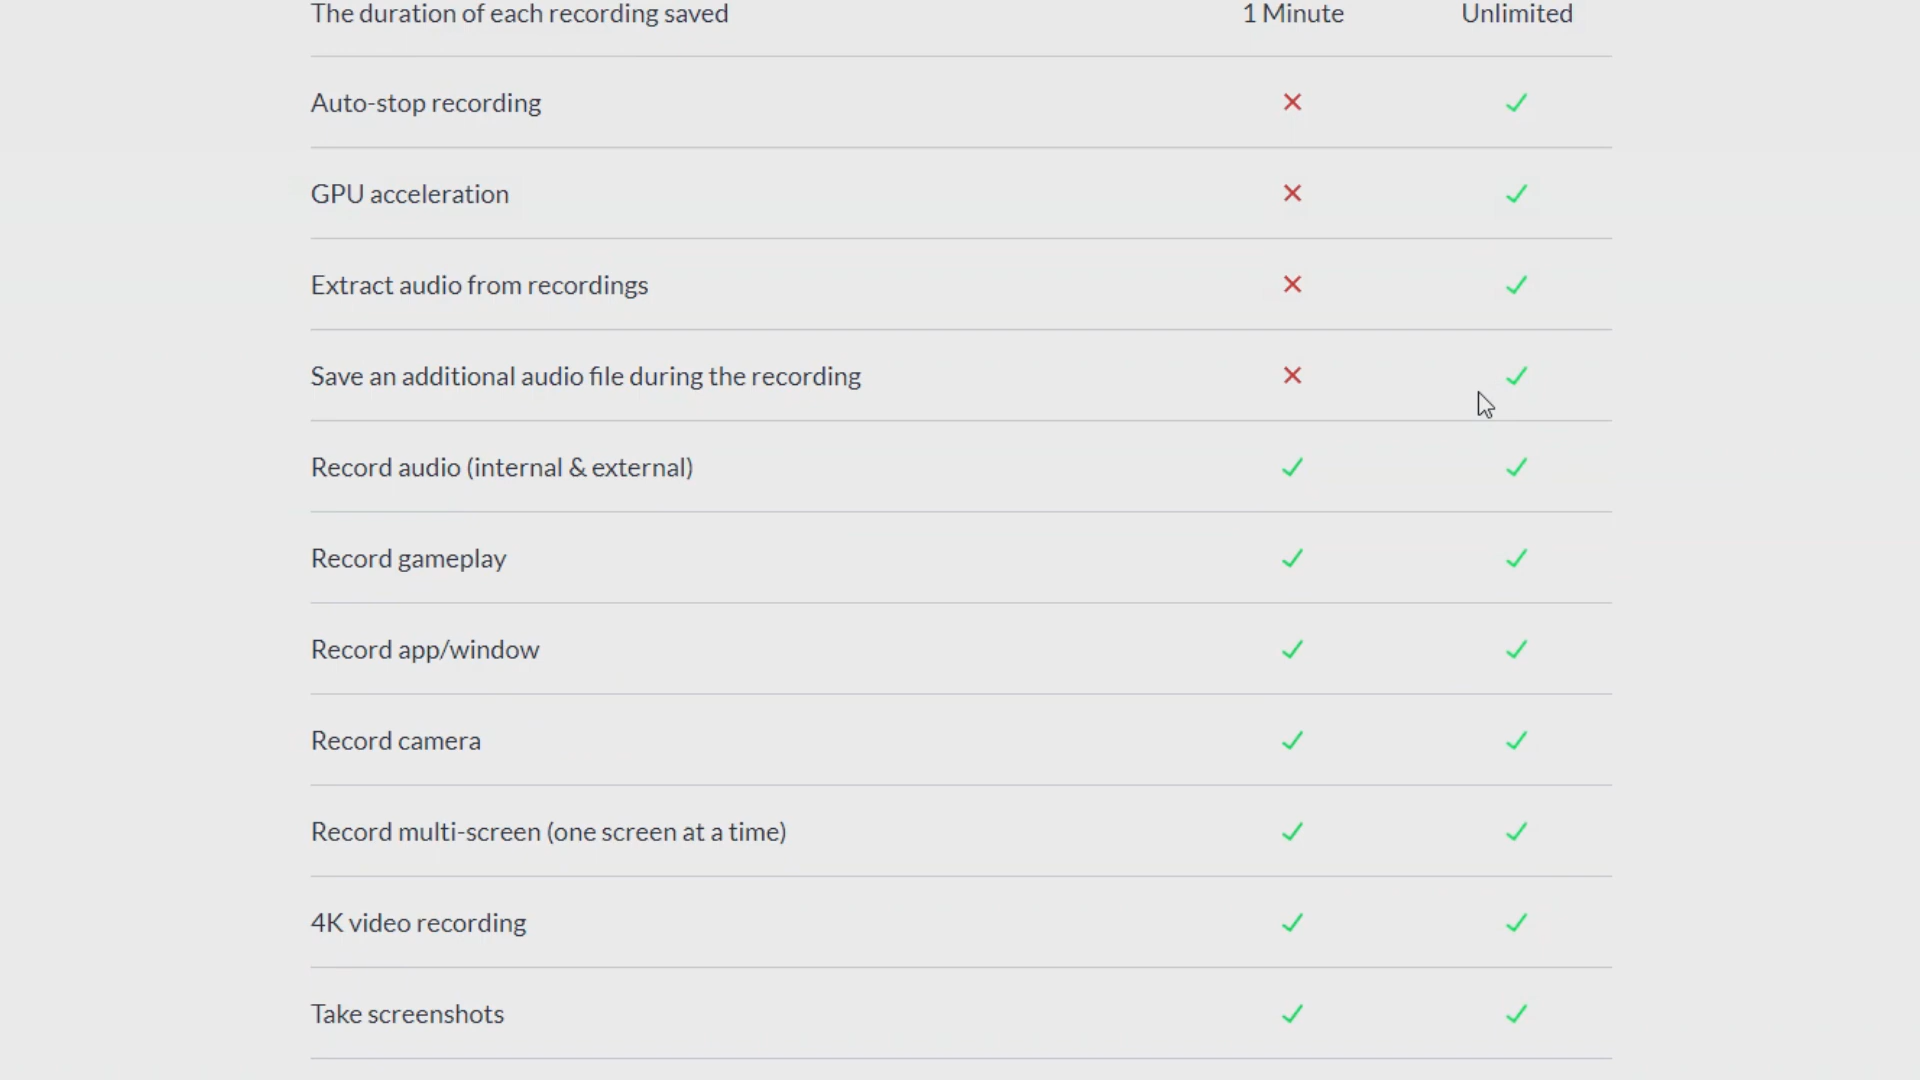 The duration of each recording saved 1 Minute Unlimited
Auto-stop recording
GPU acceleration
Extract audio from recordings
Save an additional audio file during the recording
Record audio (internal & external)
Record gameplay
Record app/window
Record camera
Record multi-screen (one screen at a time)
4K video recording
Take screenshots